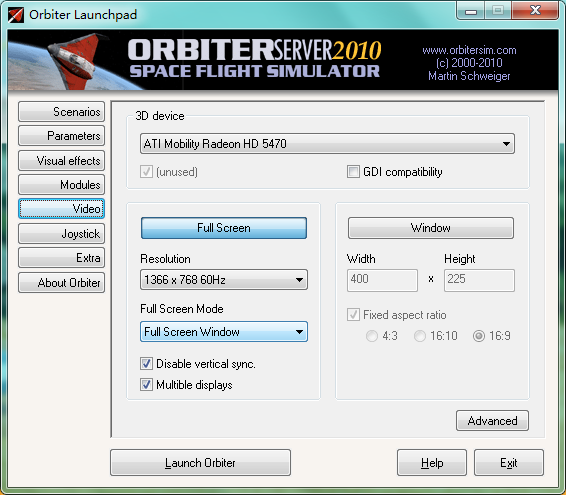 Orbiter Launchpad
ORBITERSERVER2010
SPACE FLIGHT SIMULATOR
www.orbitersim.com
(c) 2000-2010
Martin Schweiger
Scenarios
Parameters
Visual effects
Modules
Video
Joystick
Extra
About Orbiter
3D device
ATI Mobility Radeon HD 5470
(unused)
GDI compatibility
Full Screen
Resolution
1366 x 768 60Hz
Full Screen Mode
Full Screen Window
Disable vertical sync.
Multible displays
Window
Width Height
400 x 225
Fixed aspect ratio
4:3 16:10 16:9
Advanced
Launch Orbiter
Help
Exit